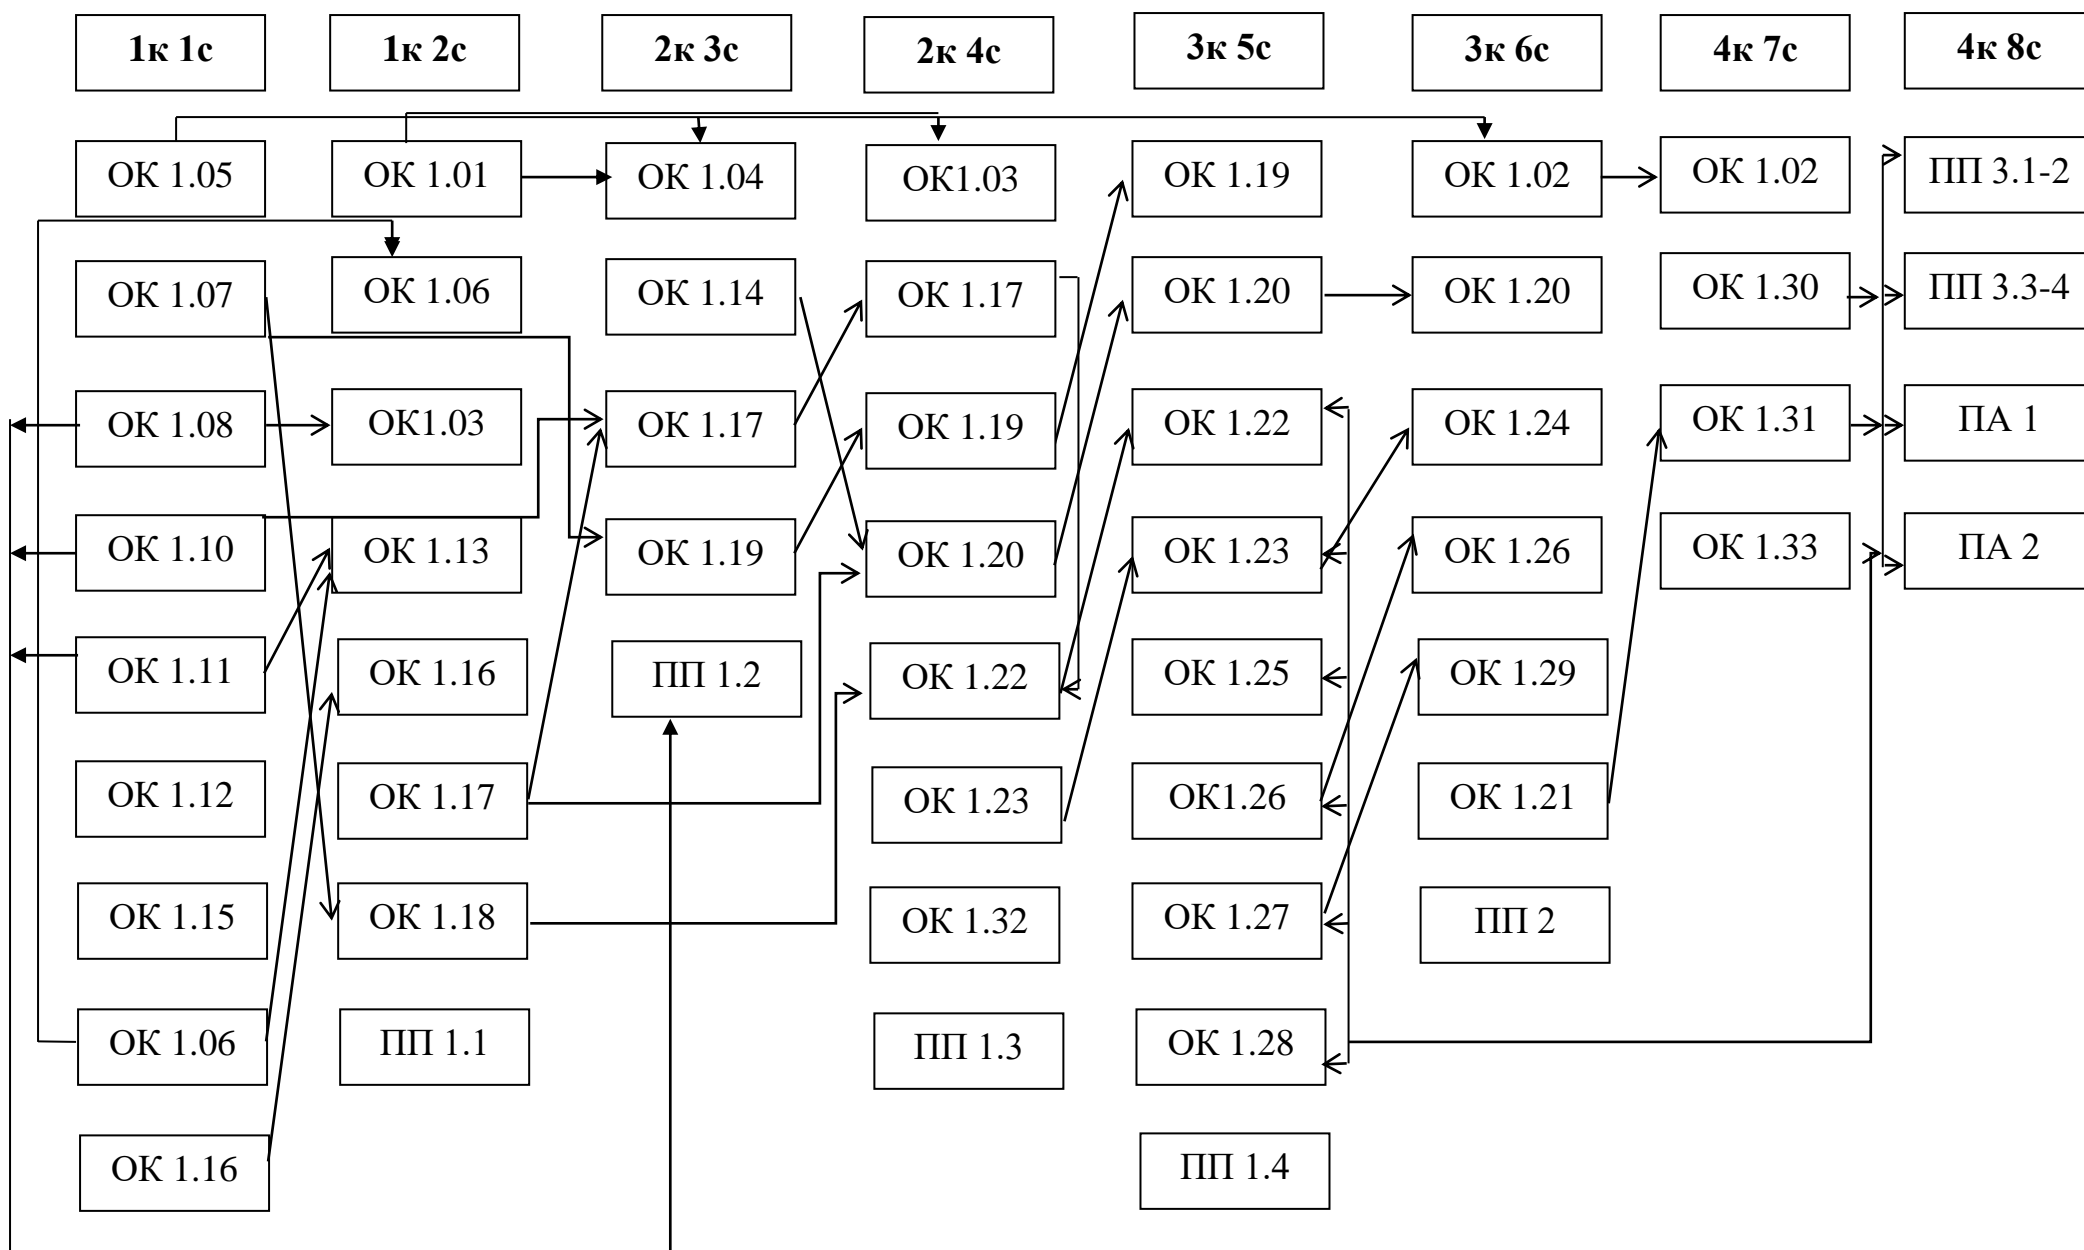 1к 1с 1к 2с 2к 3с 2к 4с 3к 5с 3к 6с 4к 7с 4к 8с
ОК 1.05 ОК 1.01 ОК 1.04 ОК1.03 ОК 1.19 ОК 1.02 ОК 1.02 ПП 3.1-2
ОК 1.07 ОК 1.06 ОК 1.14 ОК 1.17 ОК 1.20 ОК 1.20 ОК 1.30 ПП 3.3-4
ОК 1.08 ОК1.03 ОК 1.17 ОК 1.19 ОК 1.22 ОК 1.24 ОК 1.31 ПА 1
ОК 1.10 ОК 1.13 ОК 1.19 ОК 1.20 ОК 1.23 ОК 1.26 ОК 1.33 ПА 2
ОК 1.11 ОК 1.16 ПП 1.2 ОК 1.22 ОК 1.25 ОК 1.29
ОК 1.12 ОК 1.17 ОК 1.23 ОК1.26 ОК 1.21
ОК 1.15 ОК 1.18 ОК 1.32 ОК 1.27 ПП 2
ОК 1.06 ПП 1.1 ПП 1.3 ОК 1.28
ОК 1.16 ПП 1.4